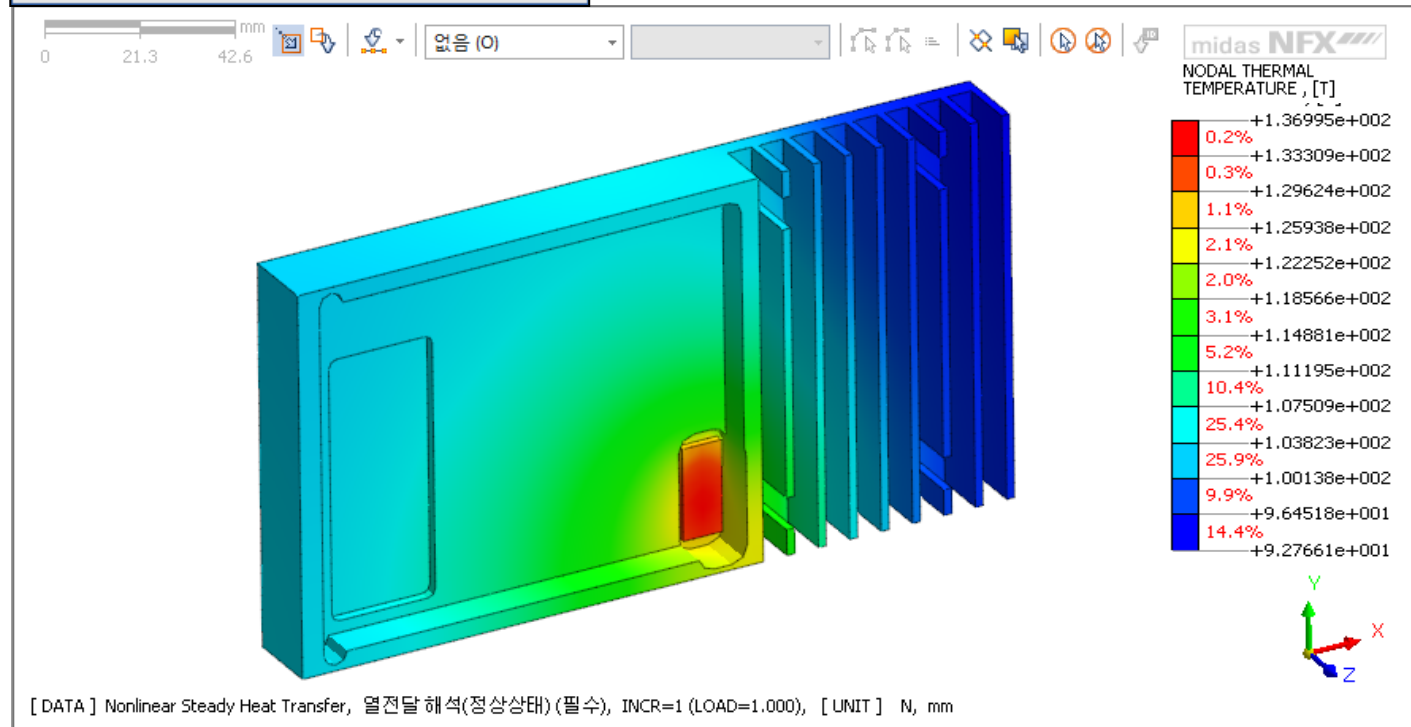 mm
0 21.3 42.6
없음 (O)
midas NFX
NODAL THERMAL
TEMPERATURE , [T]
+1.36995e+002
0.2%
+1.33309e+002
0.3%
+1.29624e+002
1.1%
+1.25938e+002
2.1%
+1.22252e+002
2.0%
+1.18566e+002
3.1%
+1.14881e+002
5.2%
+1.11195e+002
10.4%
+1.07509e+002
25.4%
+1.03823e+002
25.9%
+1.00138e+002
9.9%
+9.64518e+001
14.4%
+9.27661e+001
Y
X
Z
[ DATA ] Nonlinear Steady Heat Transfer, 열전달 해석(정상상태) (필수), INCR=1 (LOAD=1.000), [ UNIT ] N, mm